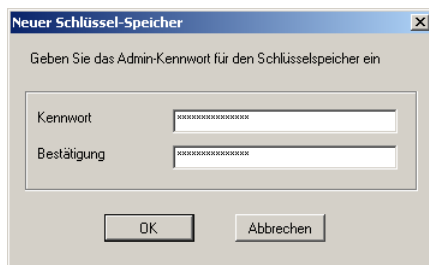 Neuer Schlüssel-Speicher
Geben Sie das Admin-Kennwort für den Schlüsselspeicher ein
Kennwort
***************
Bestätigung
***************
OK
Abbrechen